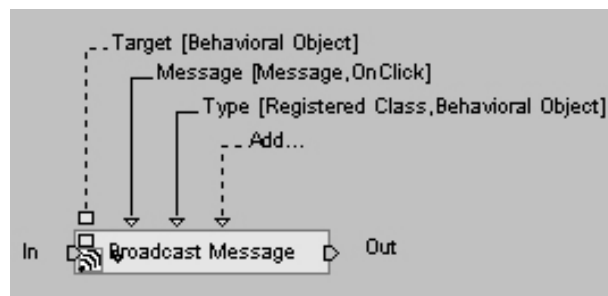 Target [Behavioral Object]
Message [Message,OnClick]
Type [Registered Class,Behavioral Object]
Add...
In Broadcast Message Out